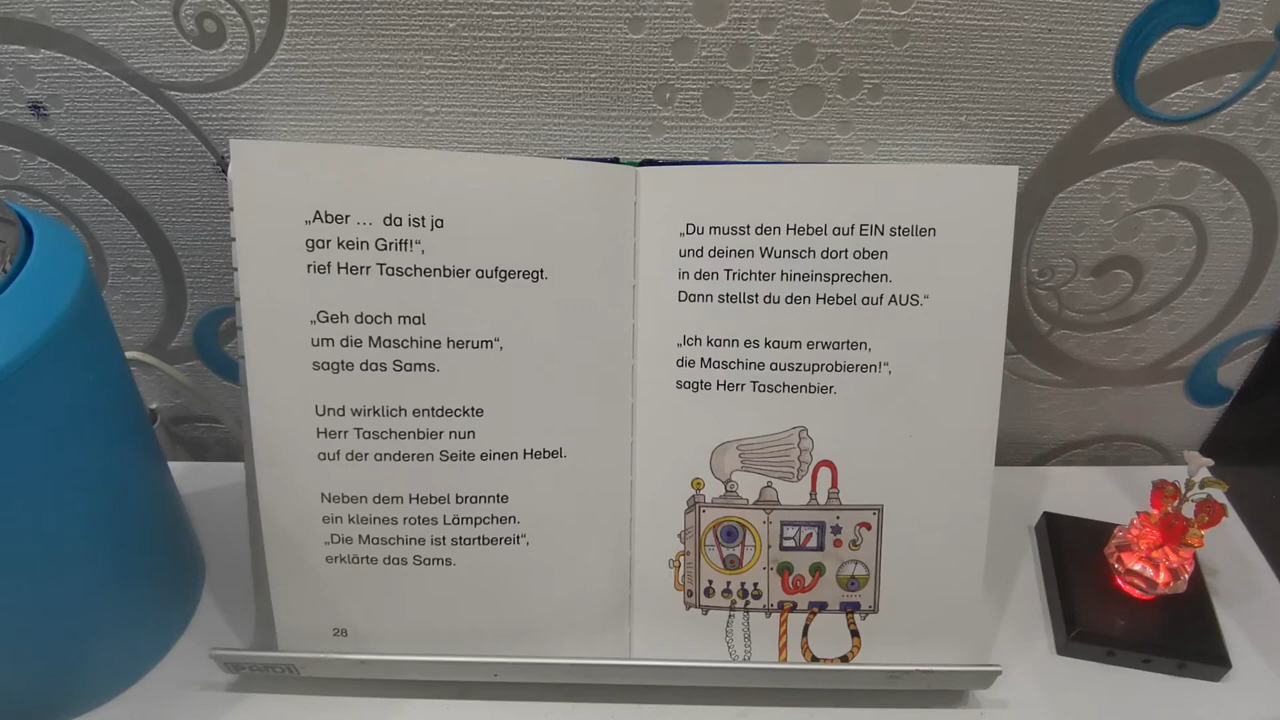 „Aber … da ist ja
gar kein Griff!“,
rief Herr Taschenbier aufgeregt.
„Geh doch mal
um die Maschine herum“,
sagte das Sams.
Und wirklich entdeckte
Herr Taschenbier nun
auf der anderen Seite einen Hebel.
Neben dem Hebel brannte
ein kleines rotes Lämpchen.
„Die Maschine ist startbereit“,
erklärte das Sams.
28
„Du musst den Hebel auf EIN stellen
und deinen Wunsch dort oben
in den Trichter hineinsprechen.
Dann stellst du den Hebel auf AUS.“
„Ich kann es kaum erwarten,
die Maschine auszuprobieren!“,
sagte Herr Taschenbier.